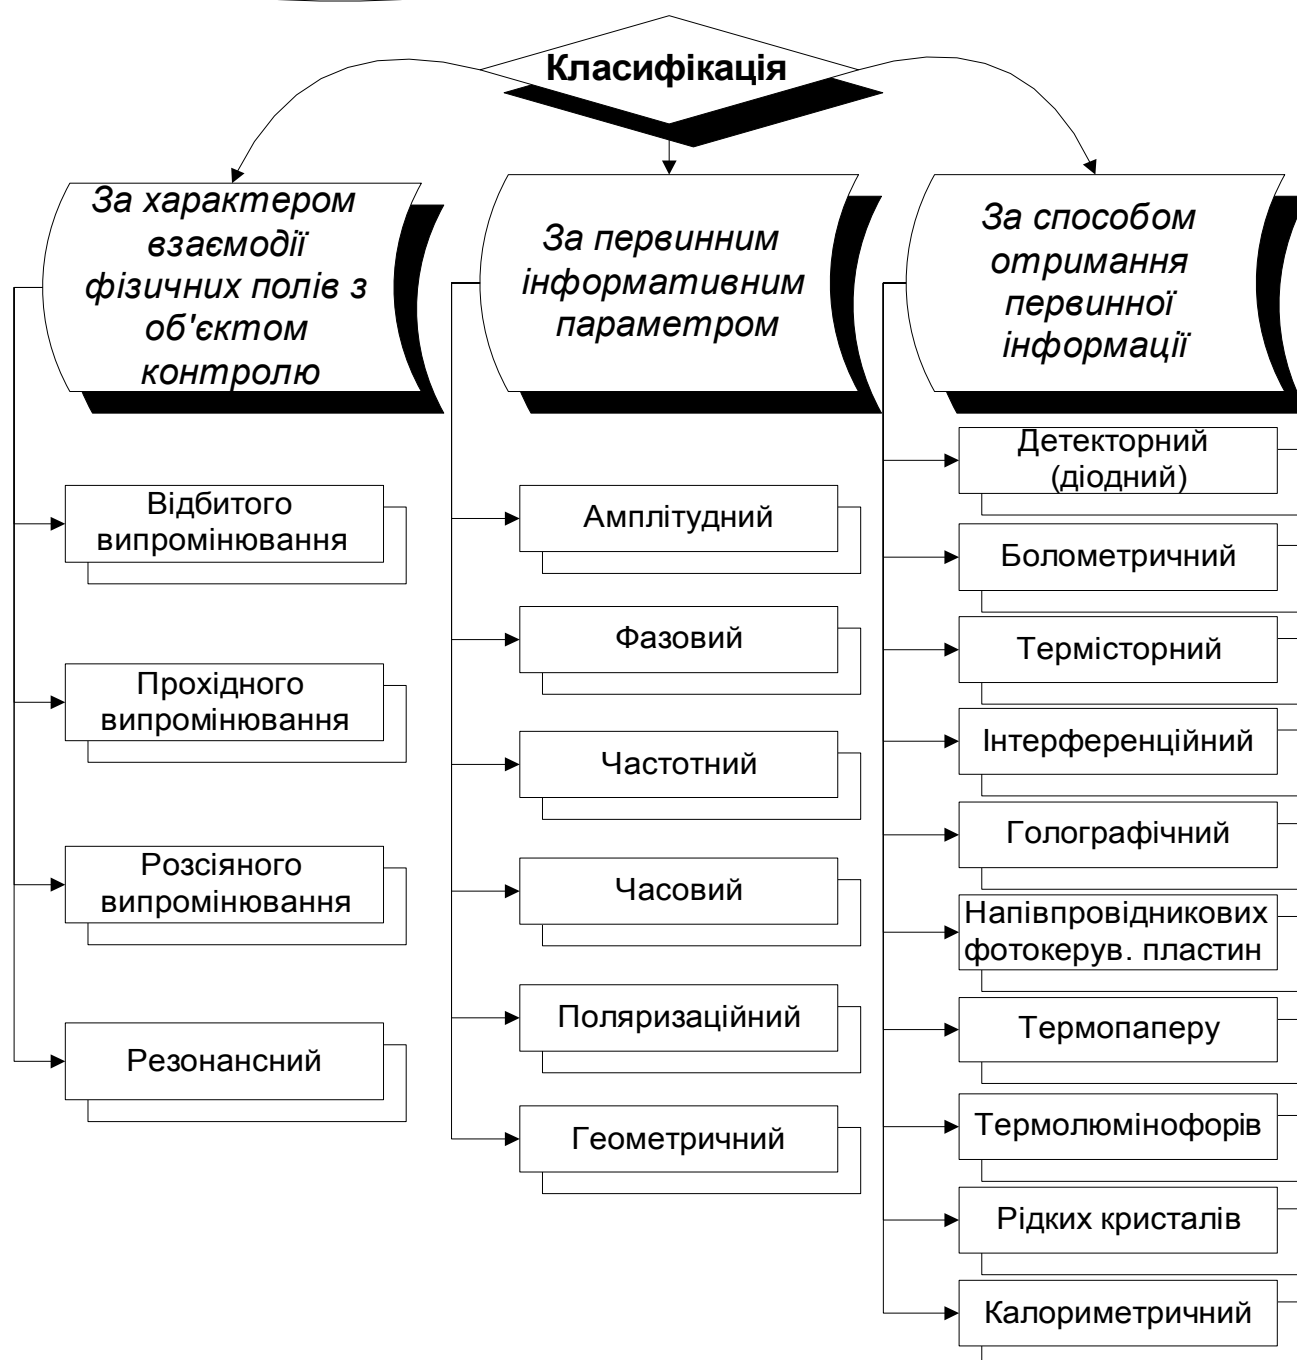 Класифікація
За характером
взаємодії
фізичних полів з
об'єктом
контролю
Відбитого
випромінювання
Прохідного
випромінювання
Розсіяного
випромінювання
Резонансний
За первинним
інформативним
параметром
Амплітудний
Фазовий
Частотний
Часовий
Поляризаційний
Геометричний
За способом
отримання
первинної
інформації
Детекторний
(діодний)
Болометричний
Термісторний
Інтерференційний
Голографічний
Напівпровідникових
фотокерув. пластин
Термопаперу
Термолюмінофорів
Рідких кристалів
Калориметричний